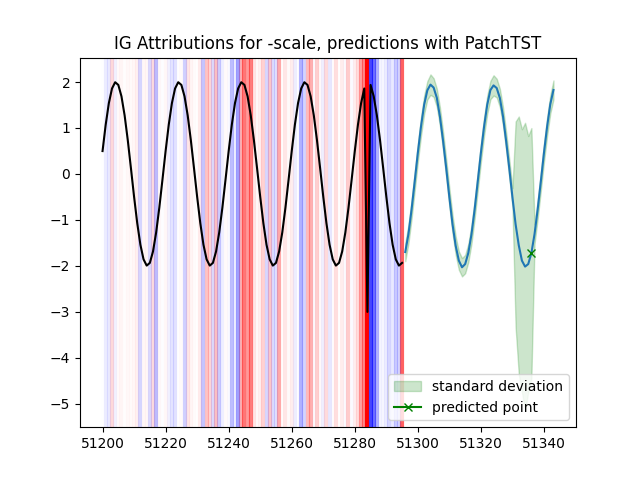 IG Attributions for -scale, predictions with PatchTST
2
1
0
−1
−2
−3
−4
−5
standard deviation
predicted point
51200 51220 51240 51260 51280 51300 51320 51340